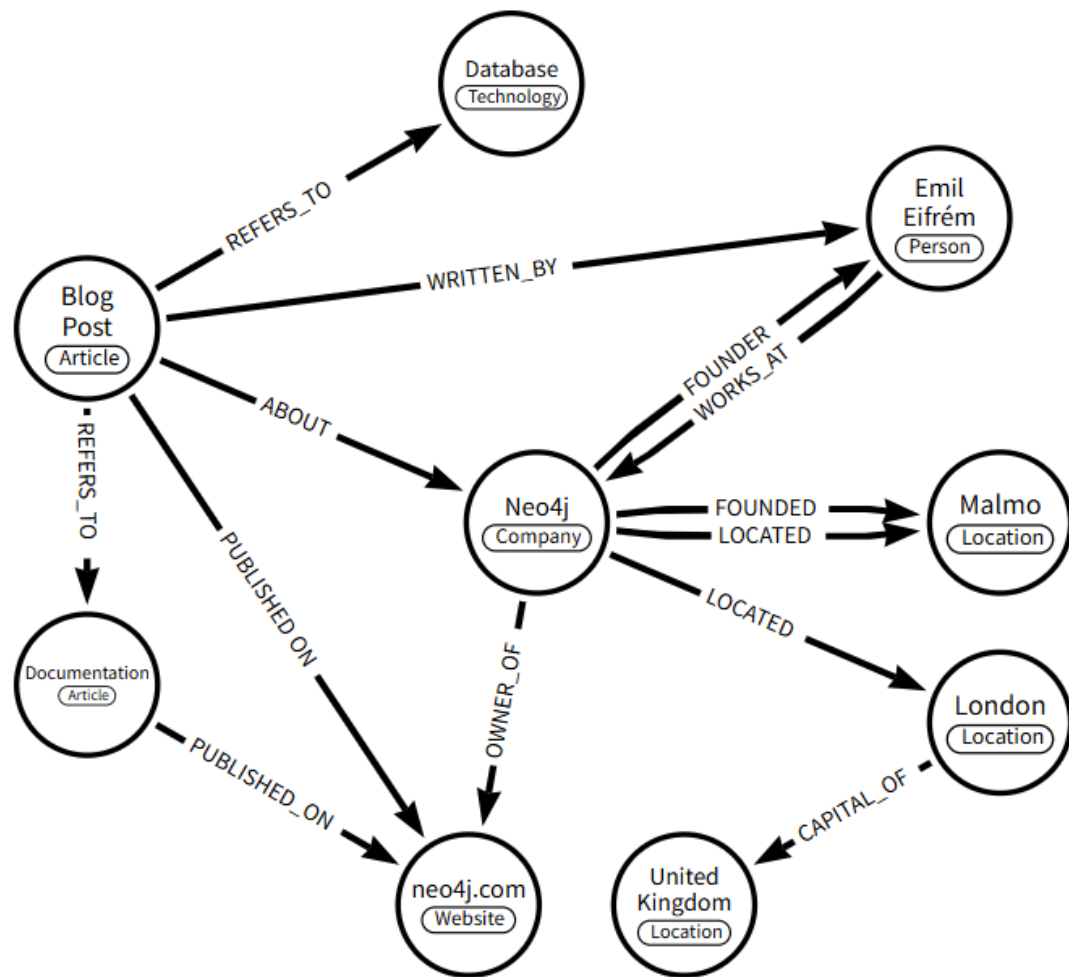 Database
Technology
Emil
Eifrém
Person
REFERS_TO
WRITTEN_BY
Blog
Post
Article
FOUNDER
WORKS_AT
ABOUT
REFERS_TO
Neo4j
Company
FOUNDED
LOCATED
Malmo
Location
PUBLISHED ON
LOCATED
Documentation
Article
OWNER_OF
London
Location
PUBLISHED_ON
CAPITAL_OF
neo4j.com
Website
United
Kingdom
Location